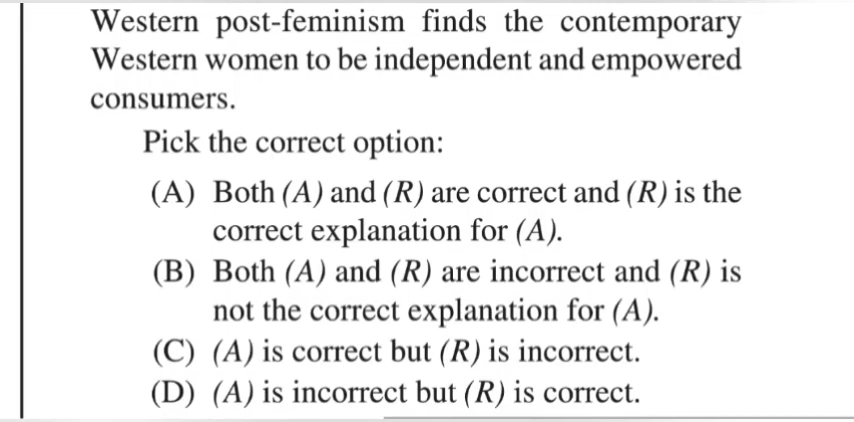 Western post-feminism finds the contemporary
Western women to be independent and empowered
consumers.
Pick the correct option:
(A) Both (A) and (R) are correct and (R) is the
correct explanation for (A).
(B) Both (A) and (R) are incorrect and (R) is
not the correct explanation for (A).
(C) (A) is correct but (R) is incorrect.
(D) (A) is incorrect but (R) is correct.